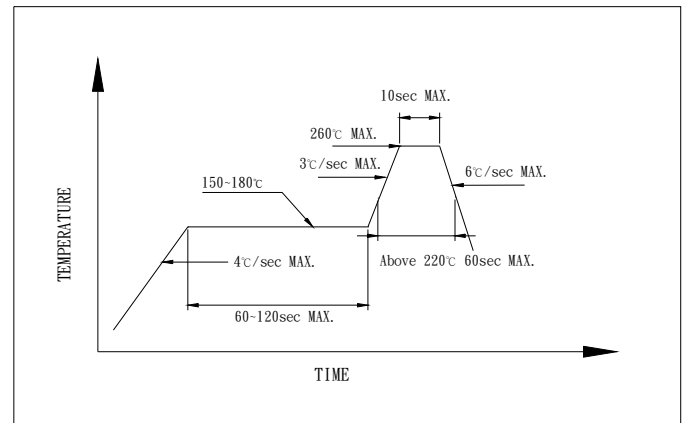 10sec MAX.
260℃ MAX.
3℃/sec MAX.
6℃/sec MAX.
150~180℃
TEMPERATURE
4℃/sec MAX.
Above 220℃ 60sec MAX.
60~120sec MAX.
TIME